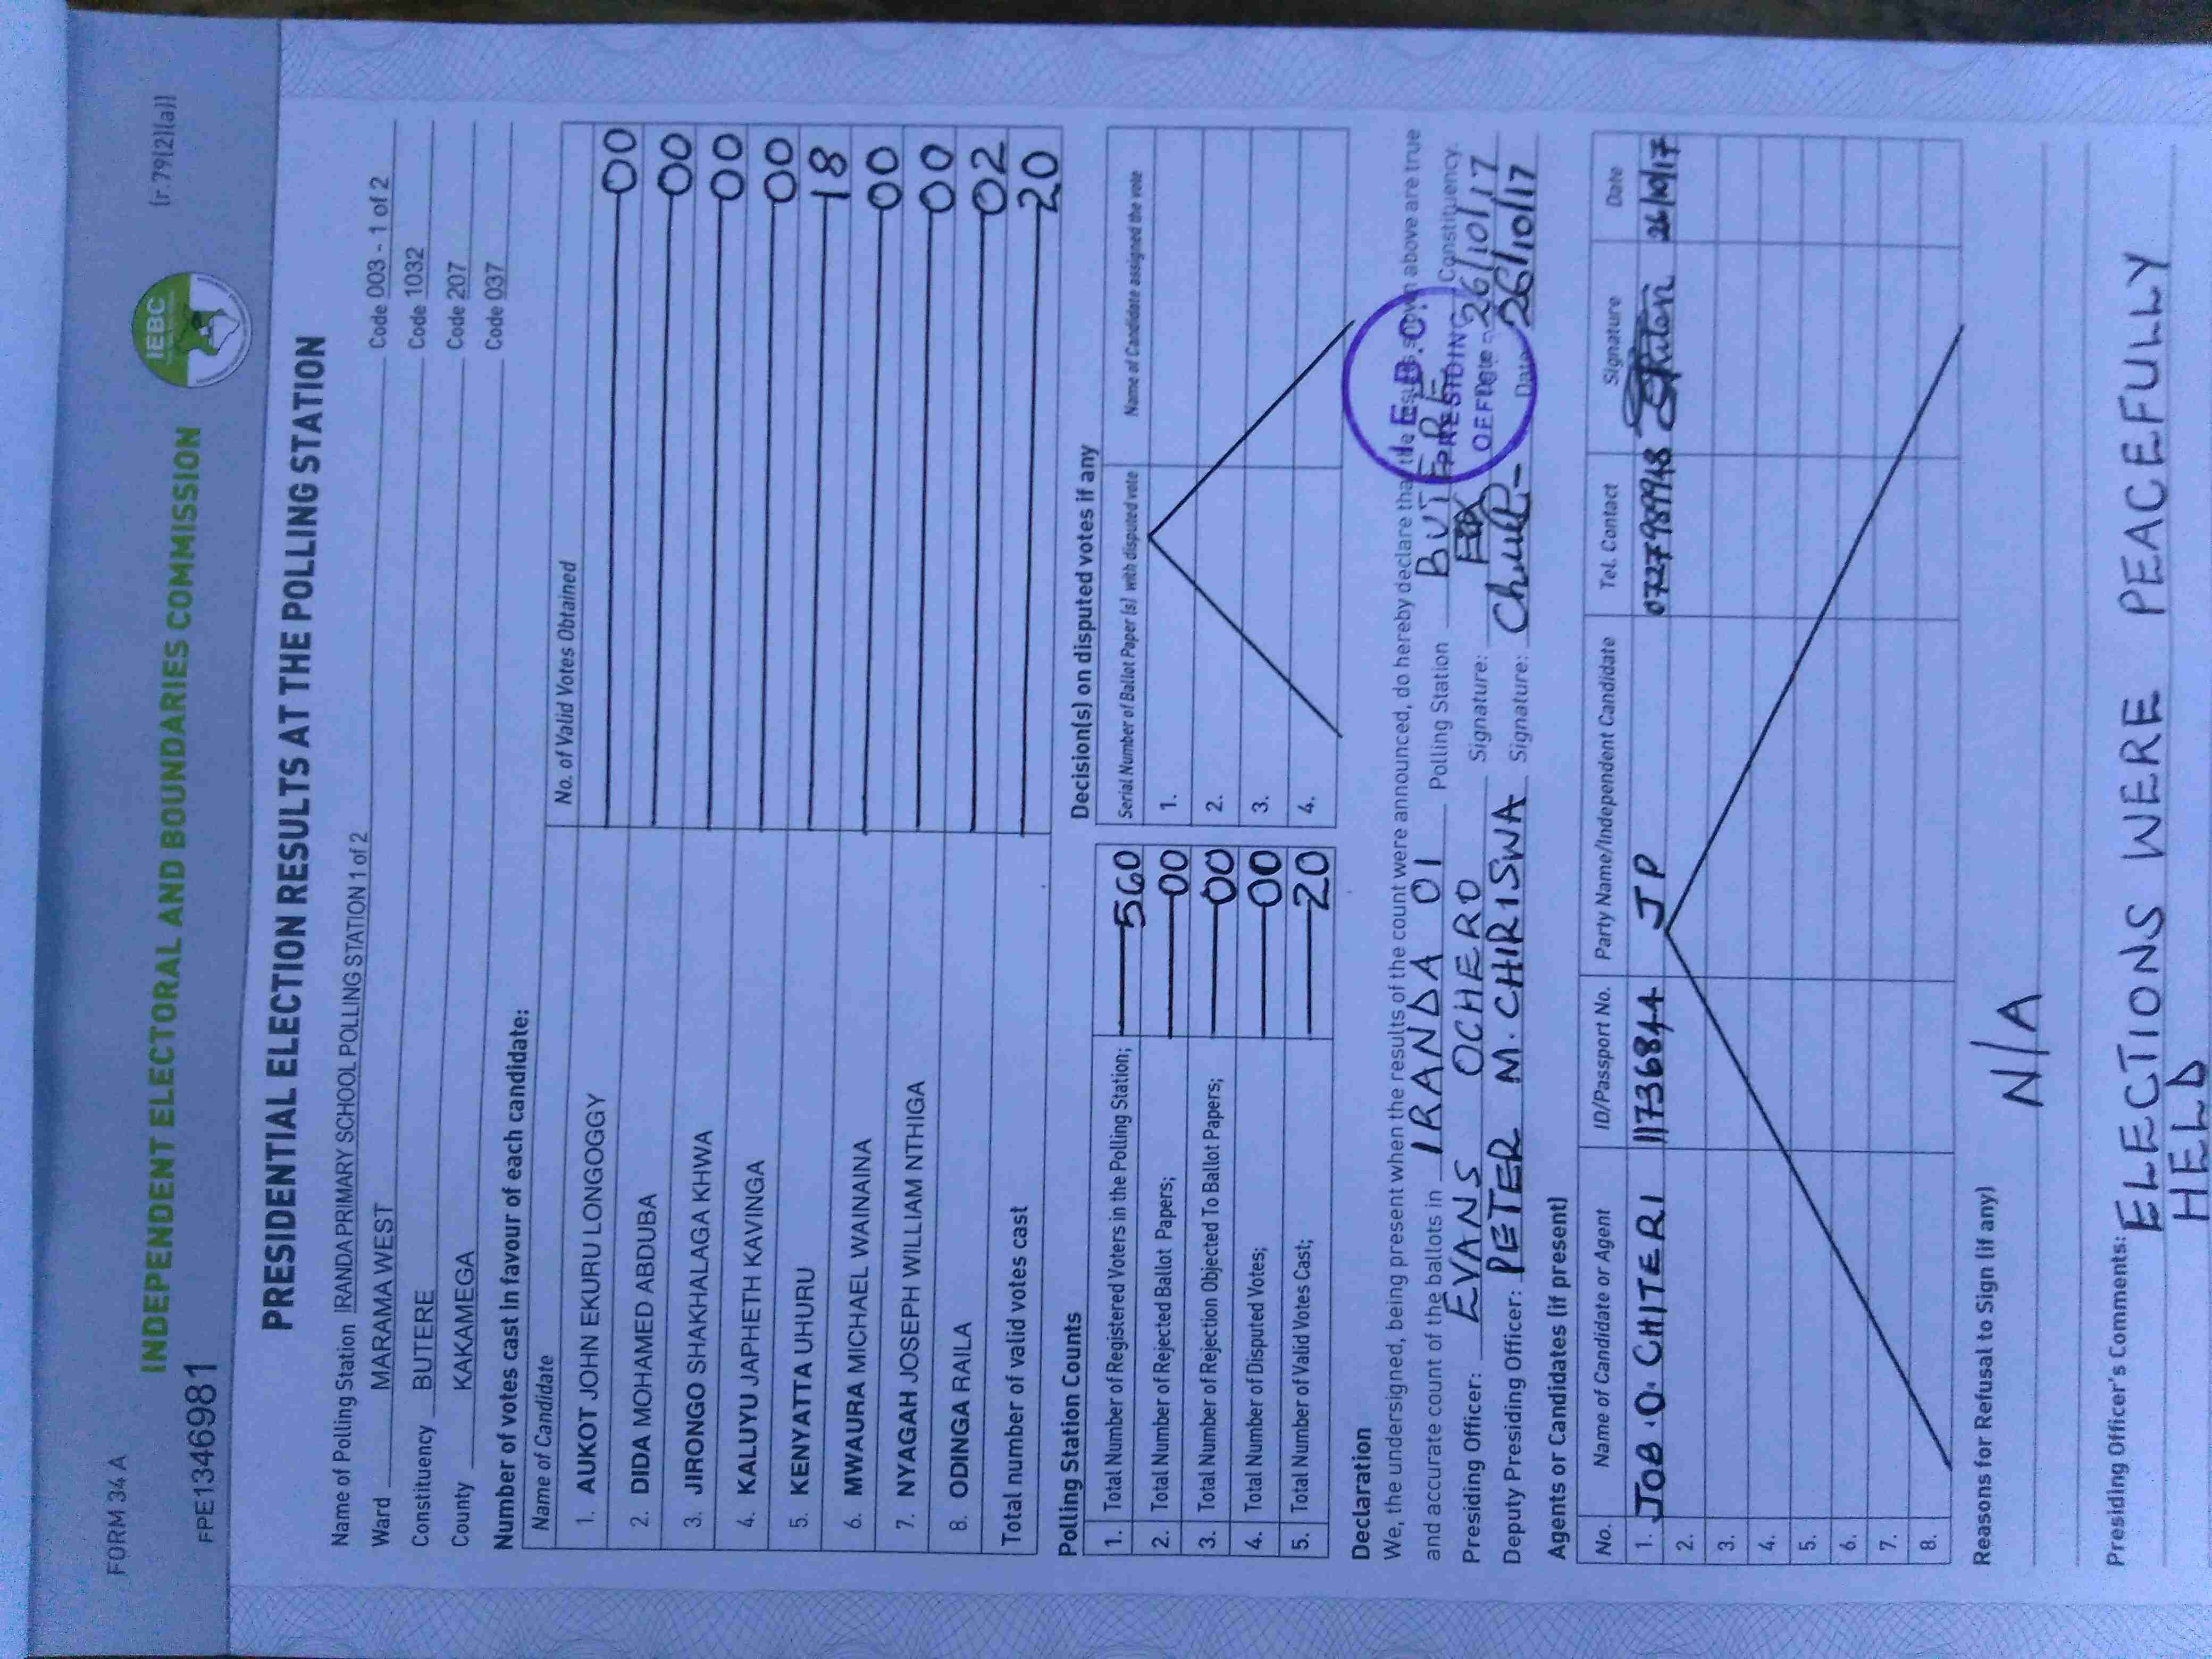 FORM 34 A
[r.79(2)(a)]
IEBC
INDEPENDENT ELECTORAL AND BOUNDARIES COMMISSION
FPE1346981
PRESIDENTIAL ELECTION RESULTS AT THE POLLING STATION
Name of Polling Station IRANDA PRIMARY SCHOOL POLLING STATION 1 of 2
Ward MARAMA WEST Code 003 - 1 of 2
Constituency BUTERE Code 1032
County KAKAMEGA Code 207
Code 037
Number of votes cast in favour of each candidate:
Name of Candidate No. of Valid Votes Obtained
1. AUKOT JOHN EKURU LONGOGGY 00
2. DIDA MOHAMED ABDUBA 00
3. JIRONGO SHAKHALAGA KHWA 00
4. KALUYU JAPHETH KAVINGA 00
5. KENYATTA UHURU 18
6. MWAURA MICHAEL WAINAINA 00
7. NYAGAH JOSEPH WILLIAM NTHIGA 00
8. ODINGA RAILA 02
Total number of valid votes cast 20
Polling Station Counts
1. Total Number of Registered Voters in the Polling Station; 560
2. Total Number of Rejected Ballot Papers; 00
3. Total Number of Rejection Objected To Ballot Papers; 00
4. Total Number of Disputed Votes; 00
5. Total Number of Valid Votes Cast; 20
Decision(s) on disputed votes if any
Serial Number of Ballot Paper (s) with disputed vote Name of Candidate assigned the vote
1.
2.
3.
4.
Declaration
We, the undersigned, being present when the results of the count were announced, do hereby declare that the results shown above are true
and accurate count of the ballots in IRANDA 01 Polling Station BUTERE Constituency.
Presiding Officer: EVANS OCHERO Signature: Date 26/10/17
Deputy Presiding Officer: PETER M. CHIRISWA Signature: Date 26/10/17
E.B.C.
PRESIDING
OFFICER
Agents or Candidates (if present)
No. Name of Candidate or Agent ID/Passport No. Party Name/Independent Candidate Tel. Contact Signature Date
1. JOB .O. CHITERI 11736844 JP 0727989948 26/10/17
2.
3.
4.
5.
6.
7.
8.
Reasons for Refusal to Sign (if any)
N/A
Presiding Officer's Comments:
ELECTIONS WERE PEACEFULLY
HELD